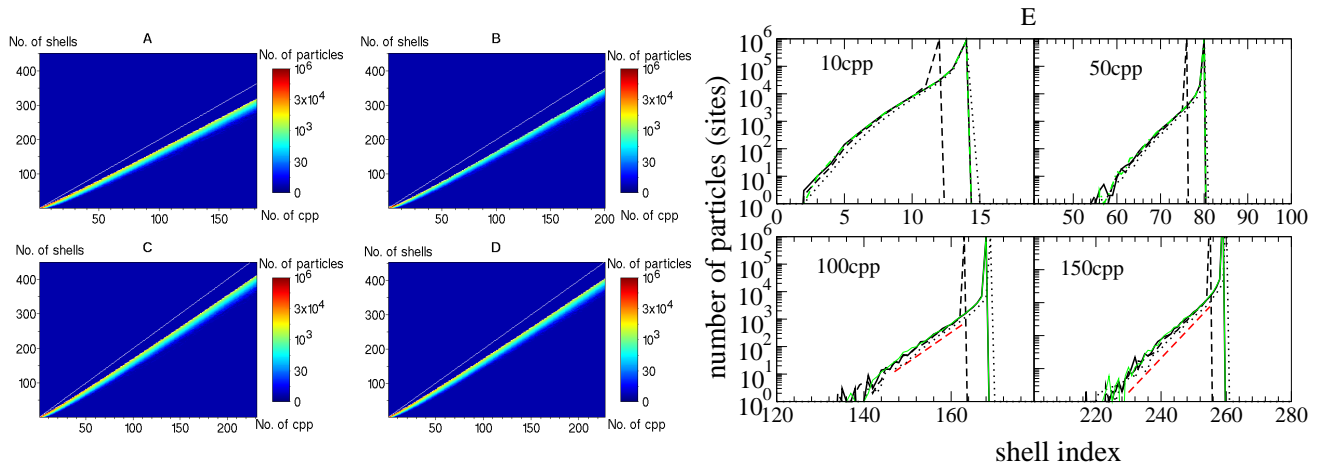 A
No. of shells
No. of particles
400
300
200
100
10^6
3x10^4
10^3
30
0
50
100
150
No. of cpp
B
No. of shells
No. of particles
400
300
200
100
10^6
3x10^4
10^3
30
0
50
100
150
200
No. of cpp
C
No. of shells
No. of particles
400
300
200
100
10^6
3x10^4
10^3
30
0
50
100
150
200
No. of cpp
D
No. of shells
No. of particles
400
300
200
100
10^6
3x10^4
10^3
30
0
50
100
150
200
No. of cpp
E
number of particles (sites)
10^6
10^5
10^4
10^3
10^2
10^1
10^0
10cpp
0
5
10
15
50cpp
50
60
70
80
90
100
10^6
10^5
10^4
10^3
10^2
10^1
10^0
100cpp
120
140
160
150cpp
220
240
260
280
shell index